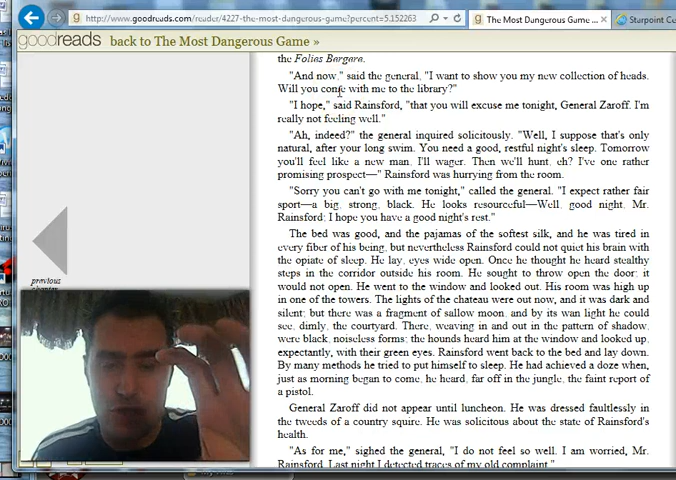 http://www.goodreads.com/reader/4227-the-most-dangerous-game?percent=5.152263
The Most Dangerous Game ...
Starpoint Ce
goodreads back to The Most Dangerous Game »
the Folies Bergere.
"And now," said the general, "I want to show you my new collection of heads.
Will you come with me to the library?"
"I hope," said Rainsford, "that you will excuse me tonight, General Zaroff. I'm
really not feeling well."
"Ah, indeed?" the general inquired solicitously. "Well, I suppose that's only
natural, after your long swim. You need a good, restful night's sleep. Tomorrow
you'll feel like a new man, I'll wager. Then we'll hunt, eh? I've one rather
promising prospect—" Rainsford was hurrying from the room.
"Sorry you can't go with me tonight," called the general. "I expect rather fair
sport—a big, strong, black. He looks resourceful—Well, good night, Mr.
Rainsford; I hope you have a good night's rest."
The bed was good, and the pajamas of the softest silk, and he was tired in
every fiber of his being, but nevertheless Rainsford could not quiet his brain with
the opiate of sleep. He lay, eyes wide open. Once he thought he heard stealthy
steps in the corridor outside his room. He sought to throw open the door; it
would not open. He went to the window and looked out. His room was high up
in one of the towers. The lights of the chateau were out now, and it was dark and
silent; but there was a fragment of sallow moon, and by its wan light he could
see, dimly, the courtyard. There, weaving in and out in the pattern of shadow,
were black, noiseless forms; the hounds heard him at the window and looked up,
expectantly, with their green eyes. Rainsford went back to the bed and lay down.
By many methods he tried to put himself to sleep. He had achieved a doze when,
just as morning began to come, he heard, far off in the jungle, the faint report of
a pistol.
General Zaroff did not appear until luncheon. He was dressed faultlessly in
the tweeds of a country squire. He was solicitous about the state of Rainsford's
health.
"As for me," sighed the general, "I do not feel so well. I am worried, Mr.
Rainsford. Last night I detected traces of my old complaint."
previous
chapter